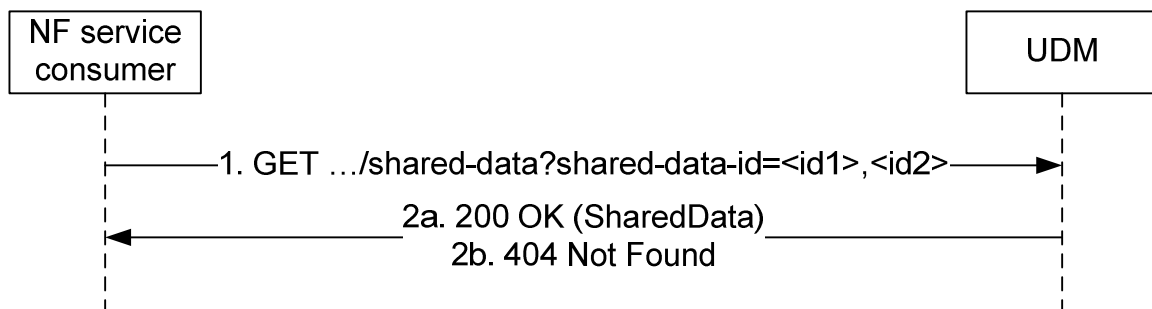 NF service
consumer
UDM
1. GET …/shared-data?shared-data-id=<id1>,<id2>
2a. 200 OK (SharedData)
2b. 404 Not Found